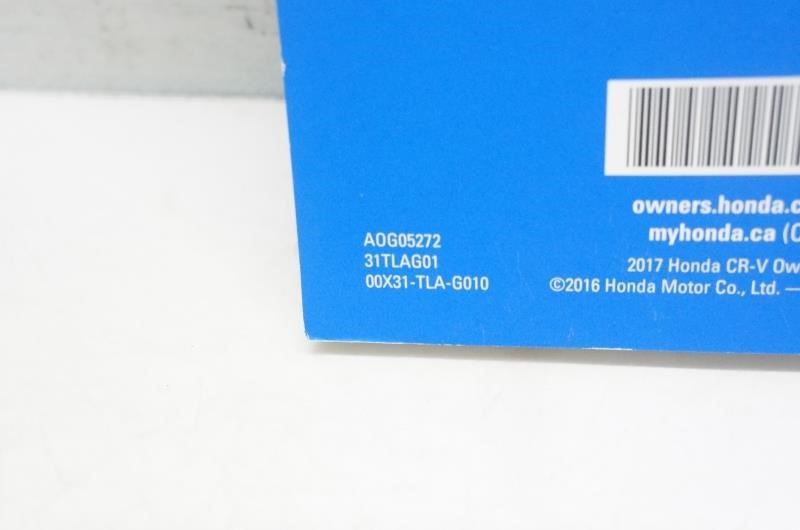 owners.honda.c
myhonda.ca (C
2017 Honda CR-V Ow
©2016 Honda Motor Co., Ltd. —
AOG05272
31TLAG01
00X31-TLA-G010